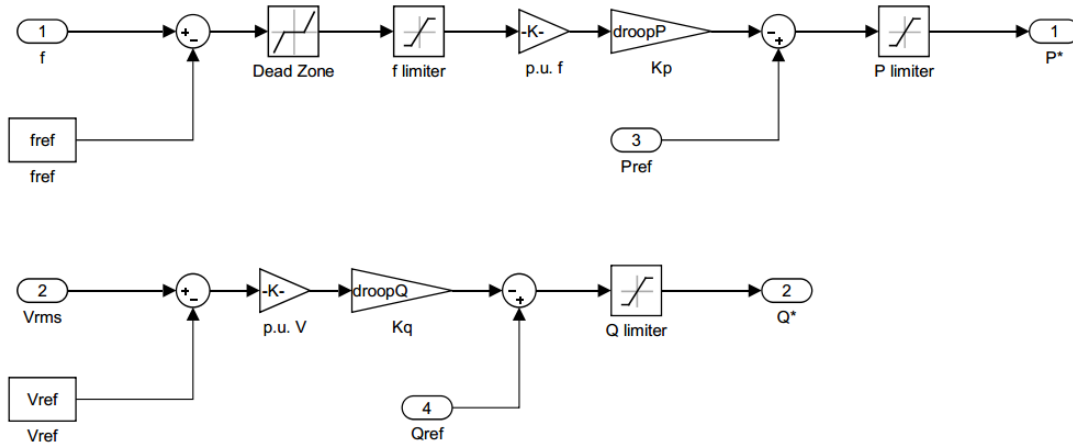 1
f
+
−
Dead Zone
f limiter
-K-
p.u. f
droopP
Kp
−
+
P limiter
1
P*
fref
fref
3
Pref
2
Vrms
+
−
-K-
p.u. V
droopQ
Kq
−
+
Q limiter
2
Q*
Vref
Vref
4
Qref